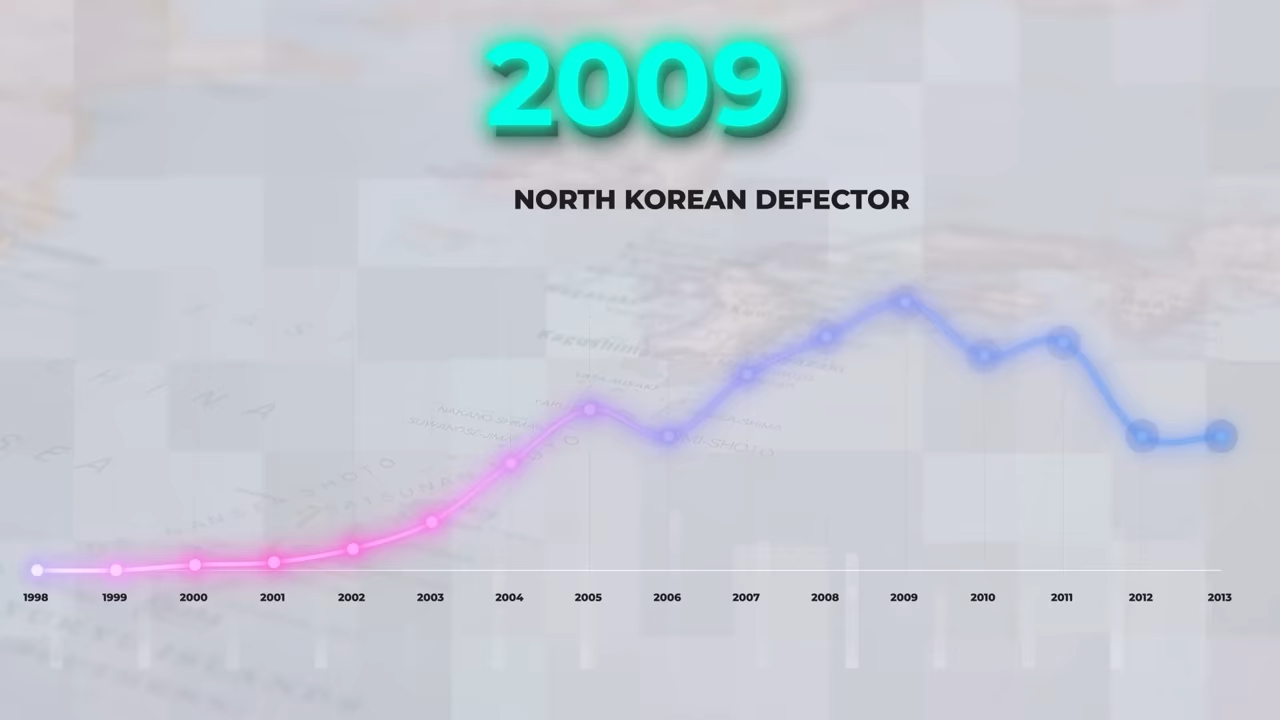 2009
NORTH KOREAN DEFECTOR
Kagoshima
C H I N A
S E A
1998 1999 2000 2001 2002 2003 2004 2005 2006 2007 2008 2009 2010 2011 2012 2013